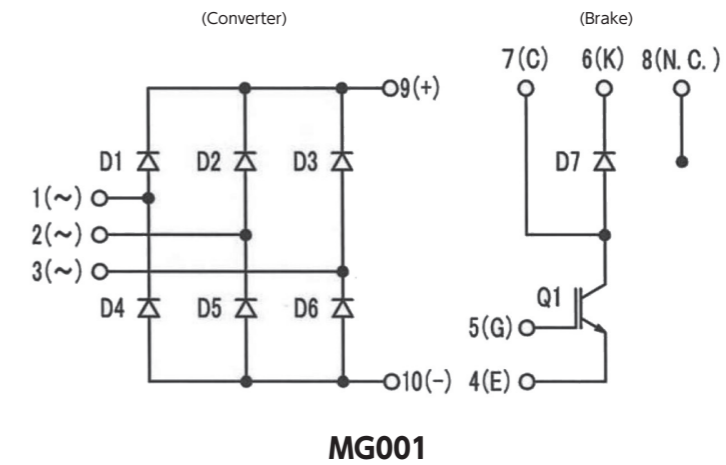 (Converter) (Brake)
7(C) 6(K) 8(N.C.)
9(+)
D1 D2 D3 D7
1(~)
2(~)
3(~)
D4 D5 D6 Q1
5(G)
10(-) 4(E)
MG001